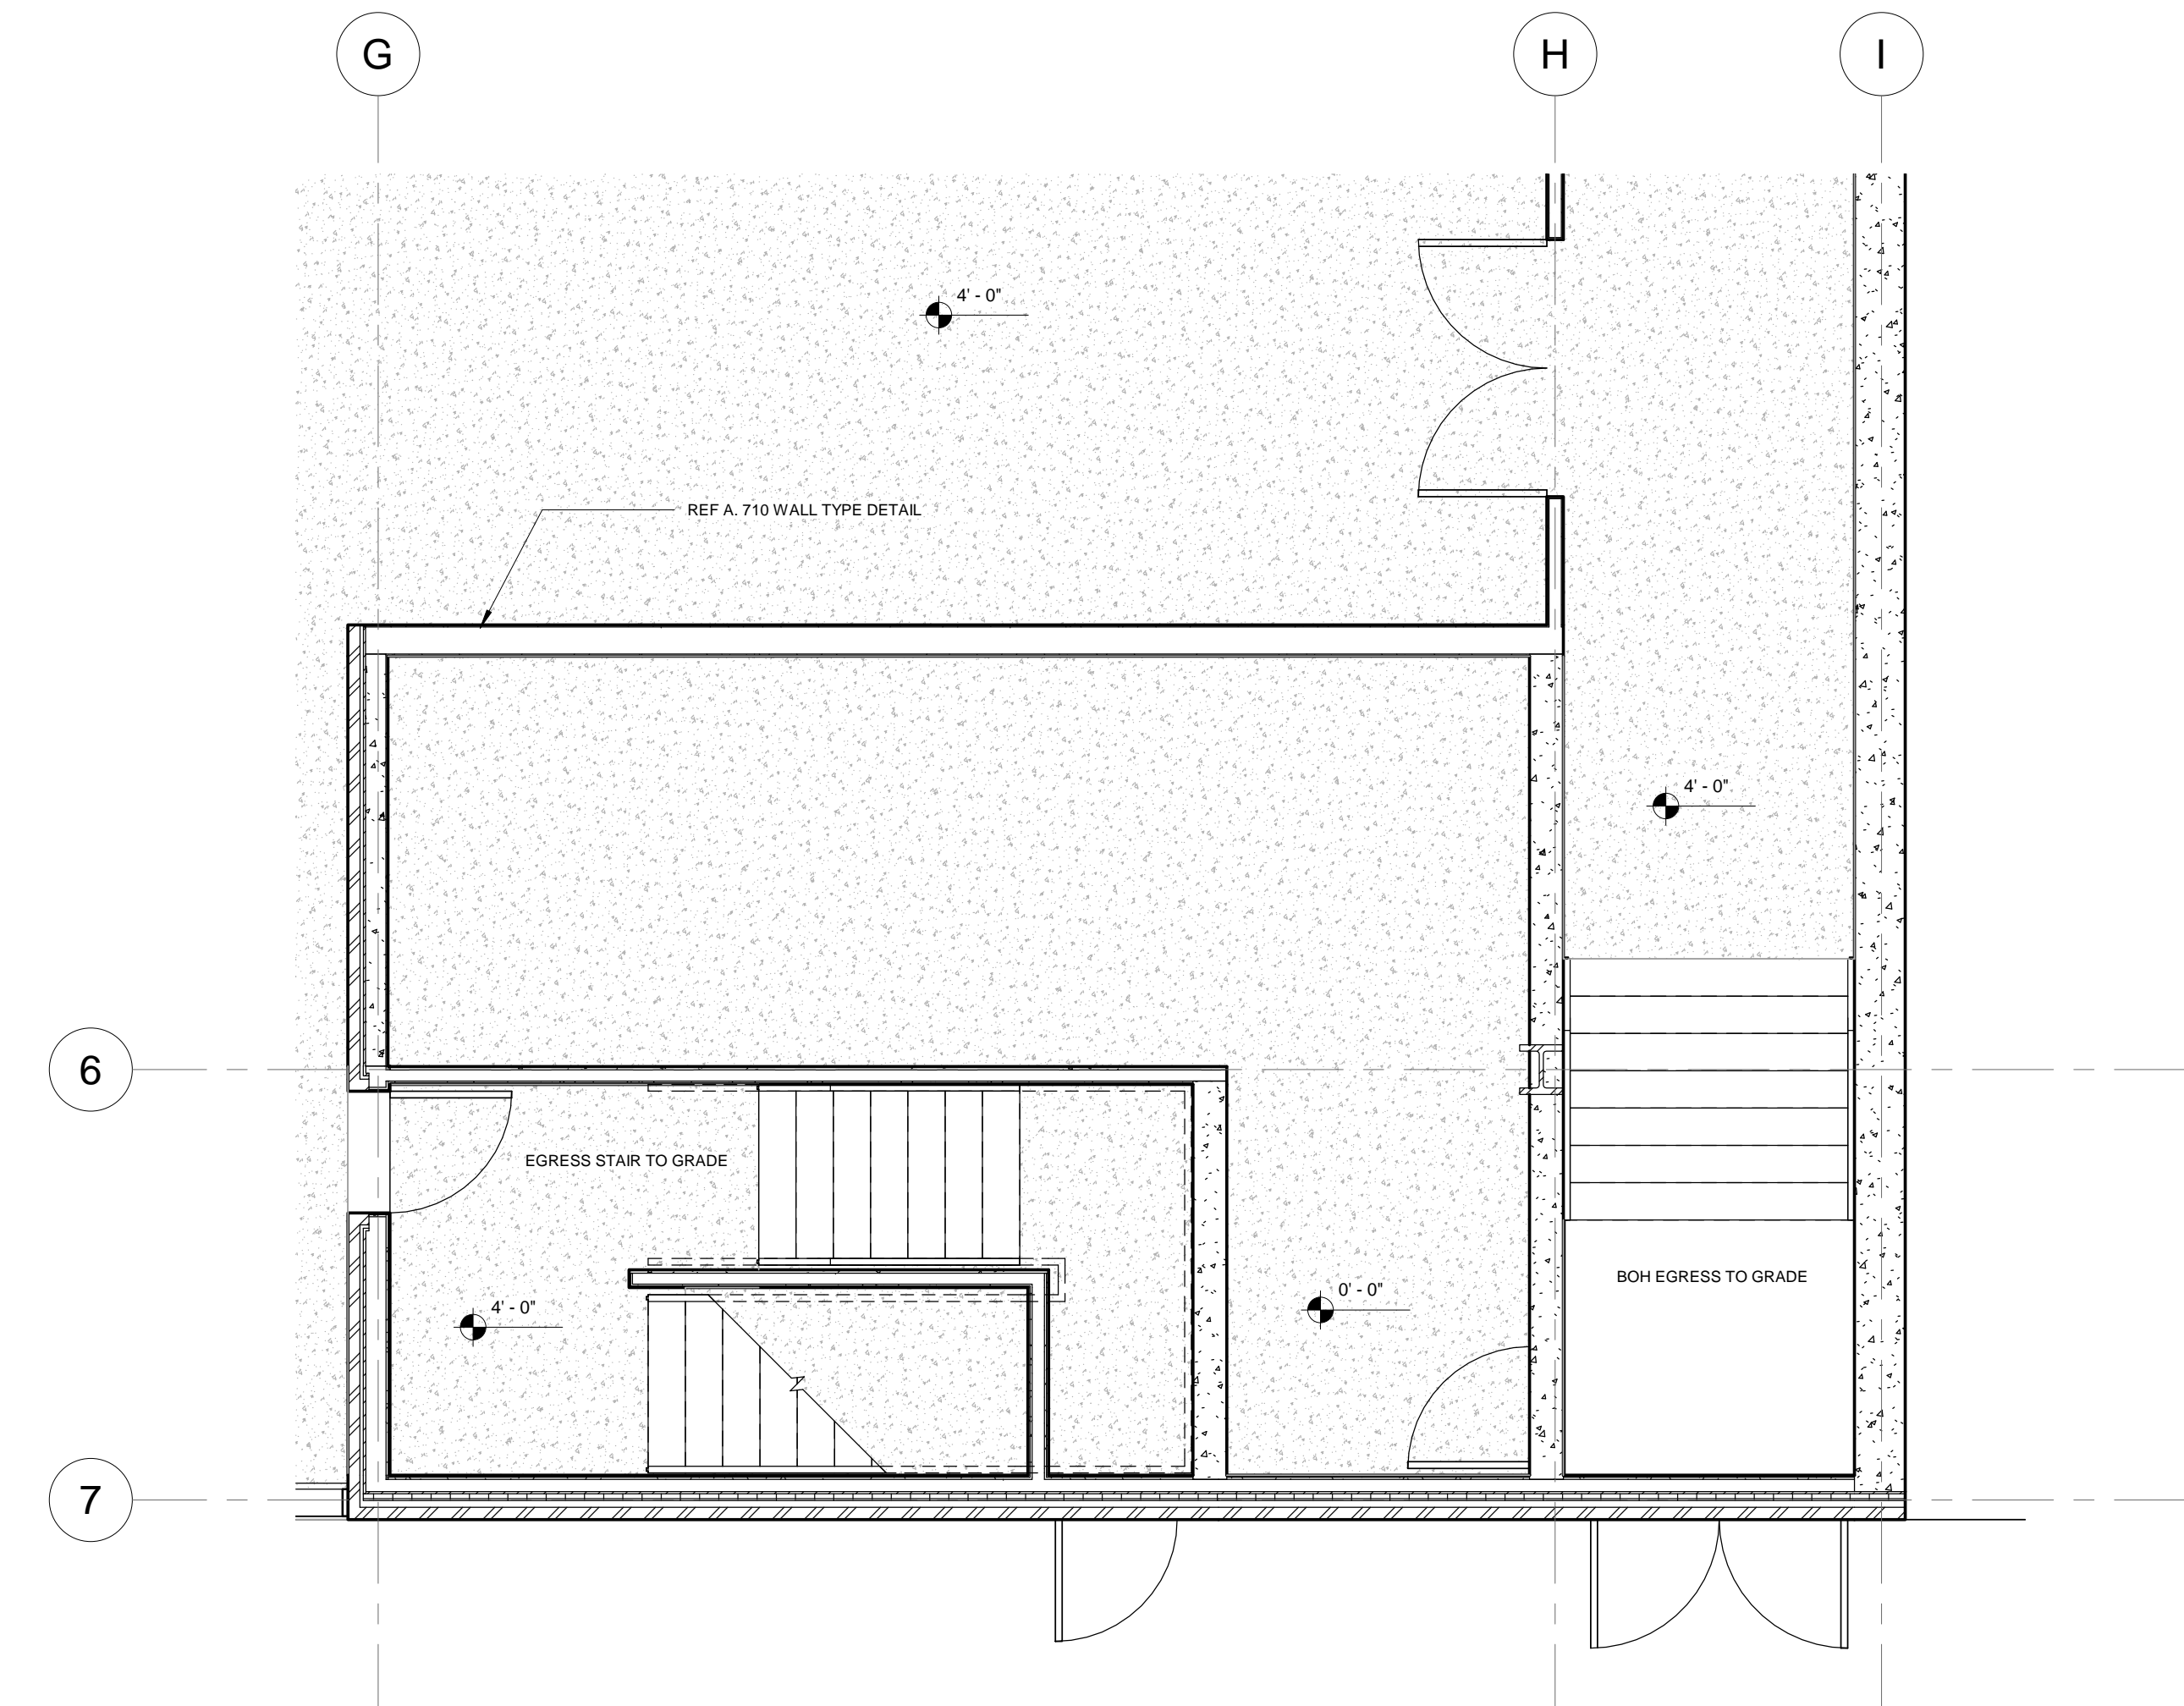 G
H
I
4' - 0"
REF A. 710 WALL TYPE DETAIL
4' - 0"
6
EGRESS STAIR TO GRADE
BOH EGRESS TO GRADE
4' - 0"
0' - 0"
7